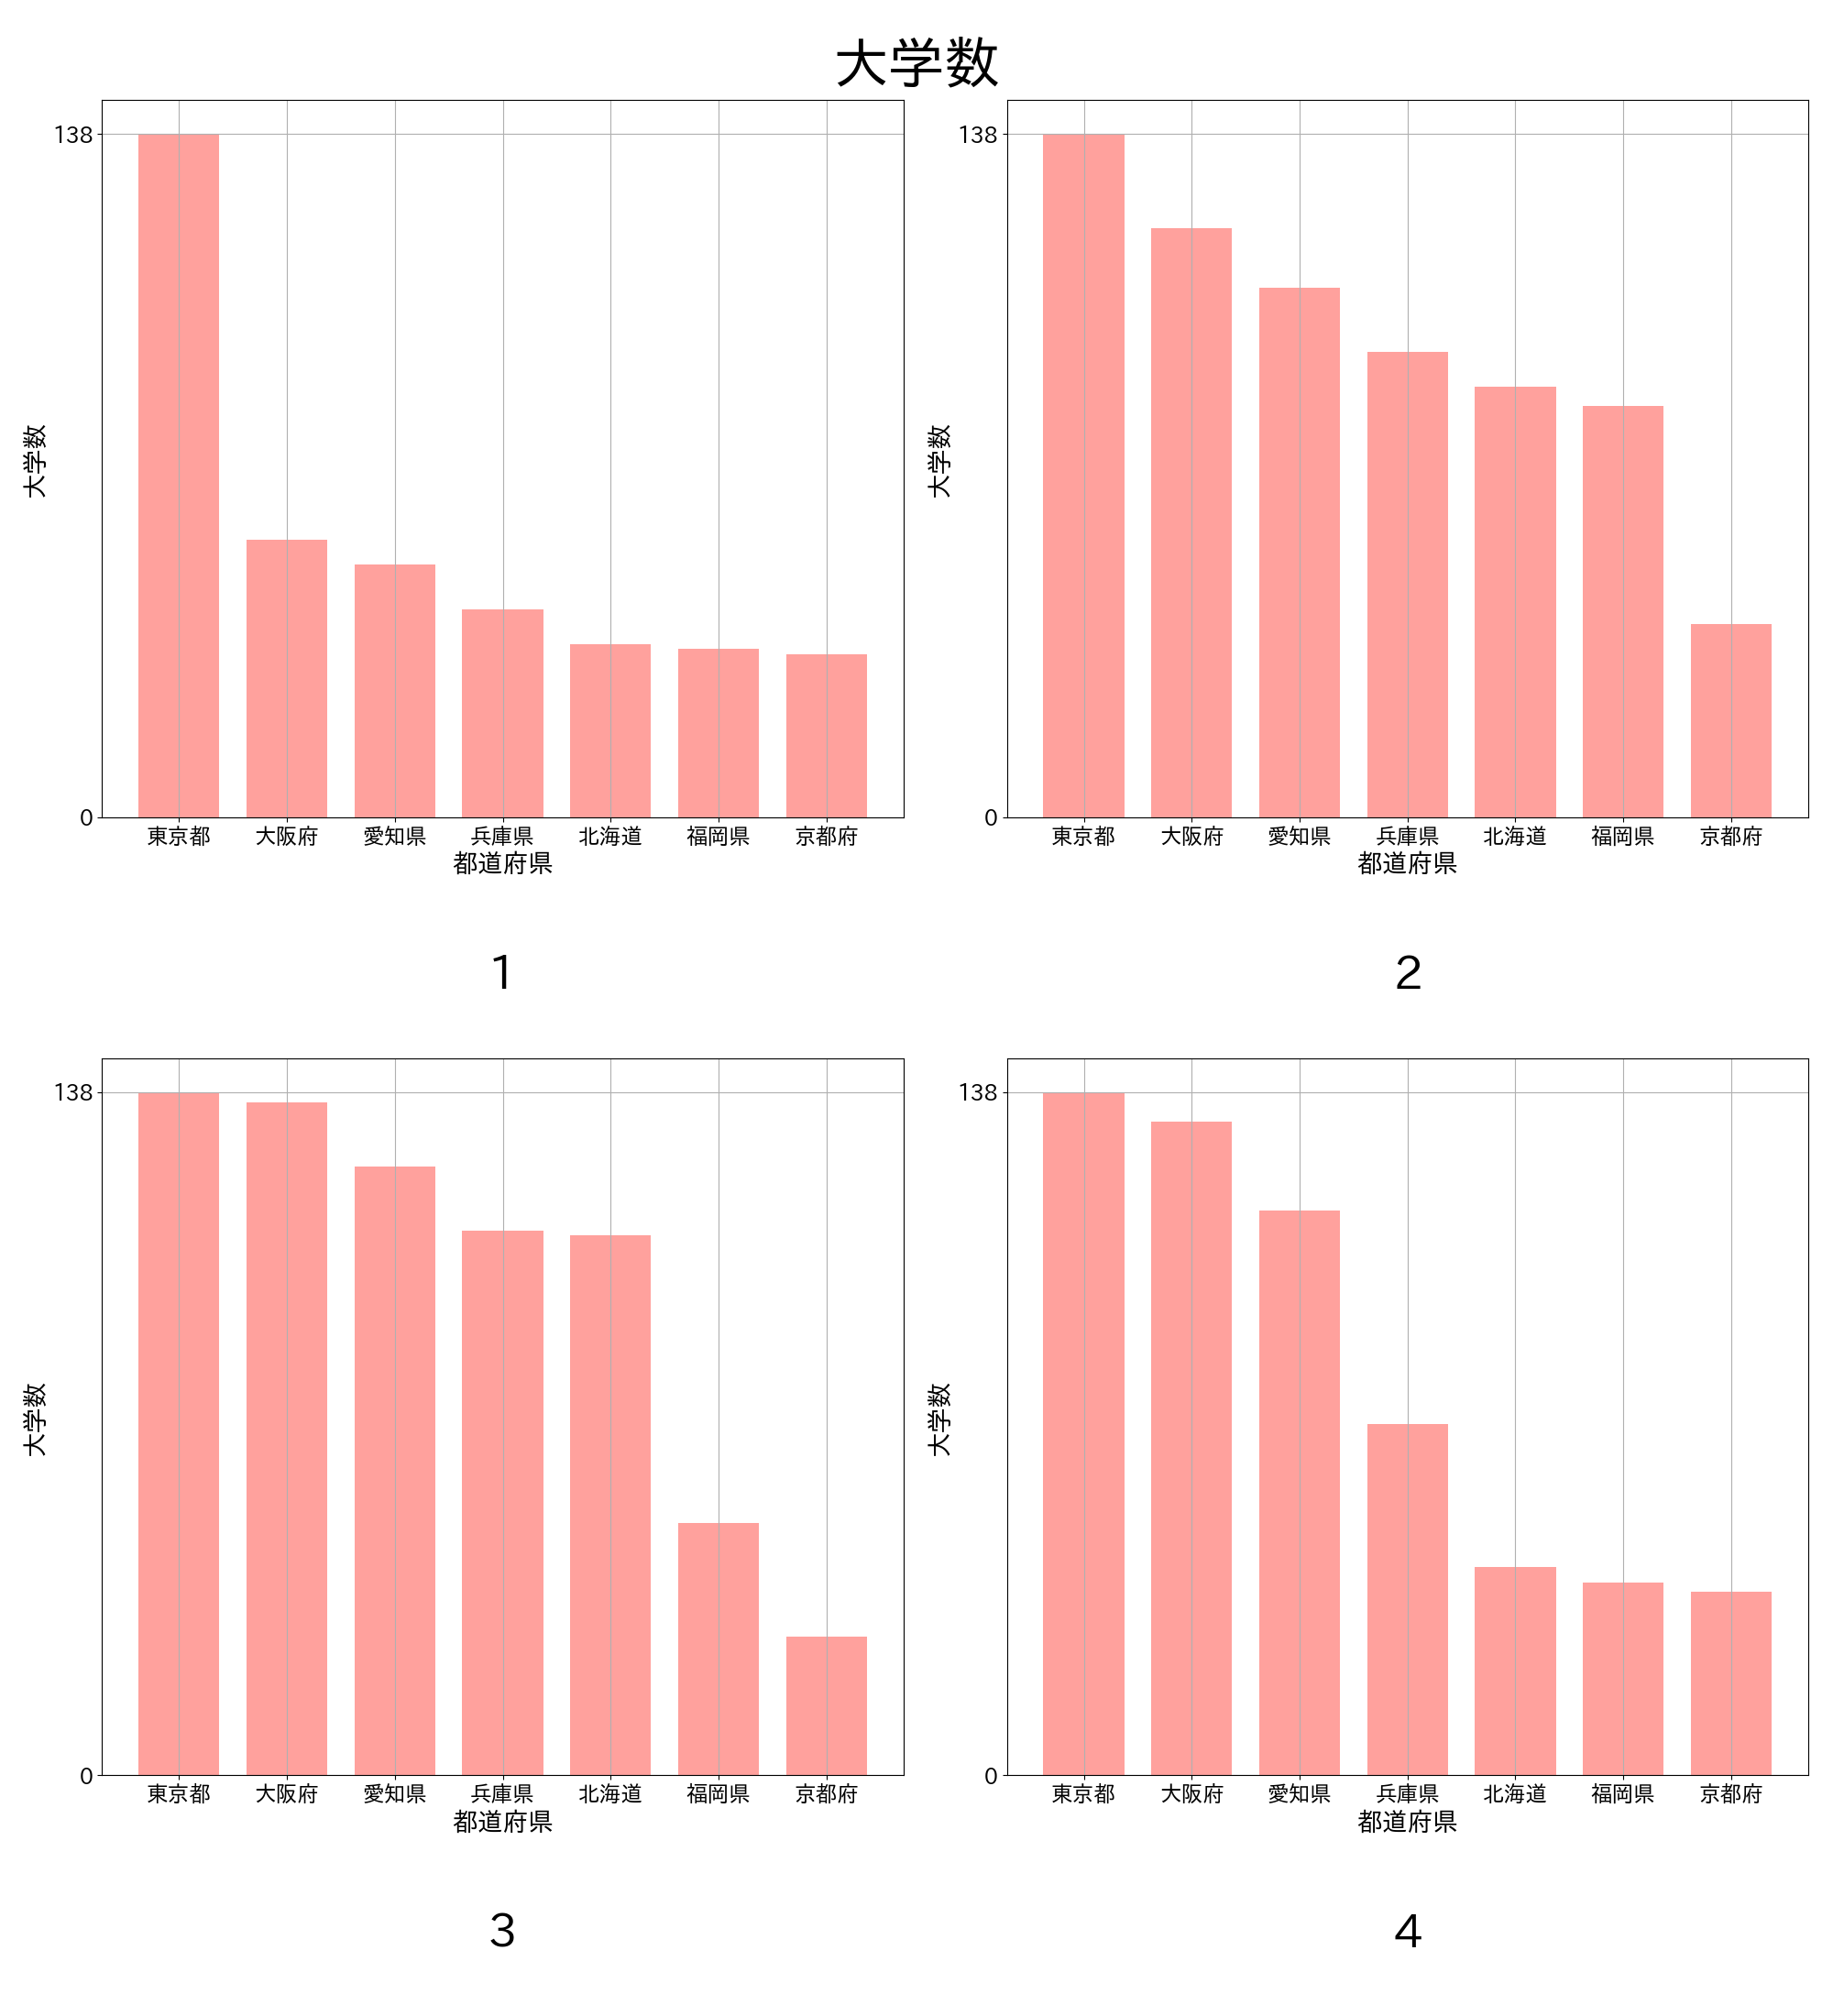 大学数
138
0
大学数
東京都 大阪府 愛知県 兵庫県 北海道 福岡県 京都府
都道府県
1
138
0
大学数
東京都 大阪府 愛知県 兵庫県 北海道 福岡県 京都府
都道府県
2
138
0
大学数
東京都 大阪府 愛知県 兵庫県 北海道 福岡県 京都府
都道府県
3
138
0
大学数
東京都 大阪府 愛知県 兵庫県 北海道 福岡県 京都府
都道府県
4